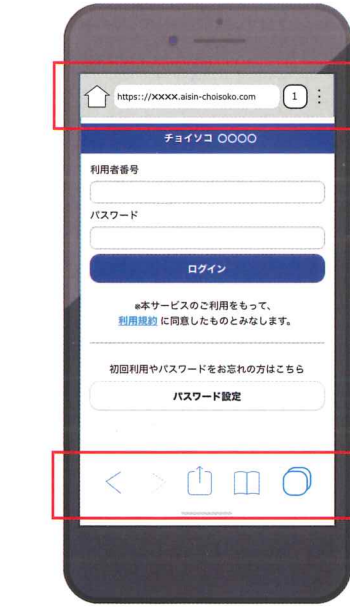 https://XXXX.aisin-choisoko.com
1
チョイソコ 〇〇〇〇
利用者番号
パスワード
ログイン
※本サービスのご利用をもって、
利用規約 に同意したものとみなします。
初回利用やパスワードをお忘れの方はこちら
パスワード設定